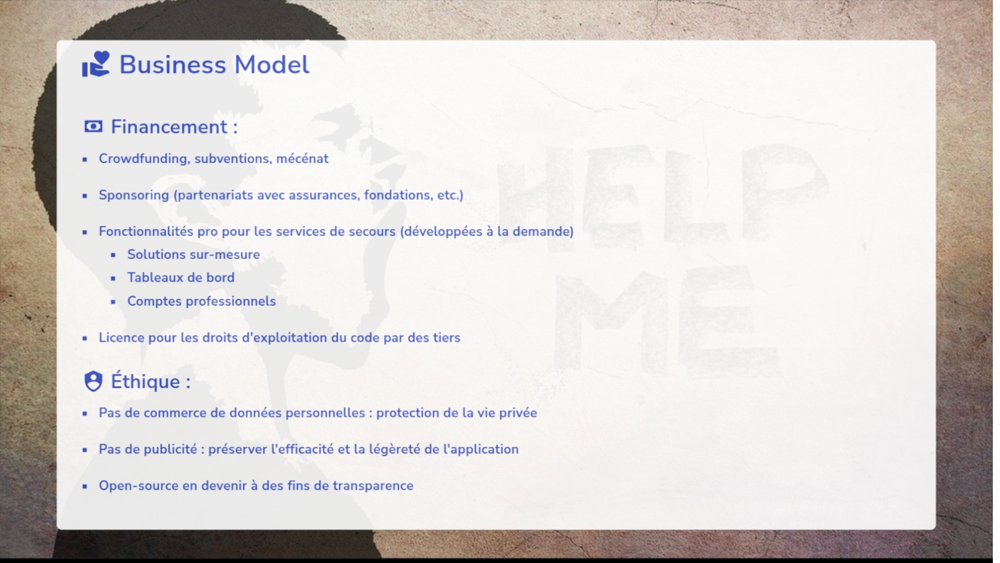 Business Model
Financement :
Crowdfunding, subventions, mécénat
Sponsoring (partenariats avec assurances, fondations, etc.)
Fonctionnalités pro pour les services de secours (développées à la demande)
Solutions sur-mesure
Tableaux de bord
Comptes professionnels
Licence pour les droits d'exploitation du code par des tiers
Éthique :
Pas de commerce de données personnelles : protection de la vie privée
Pas de publicité : préserver l'efficacité et la légèreté de l'application
Open-source en devenir à des fins de transparence
HELP
ME